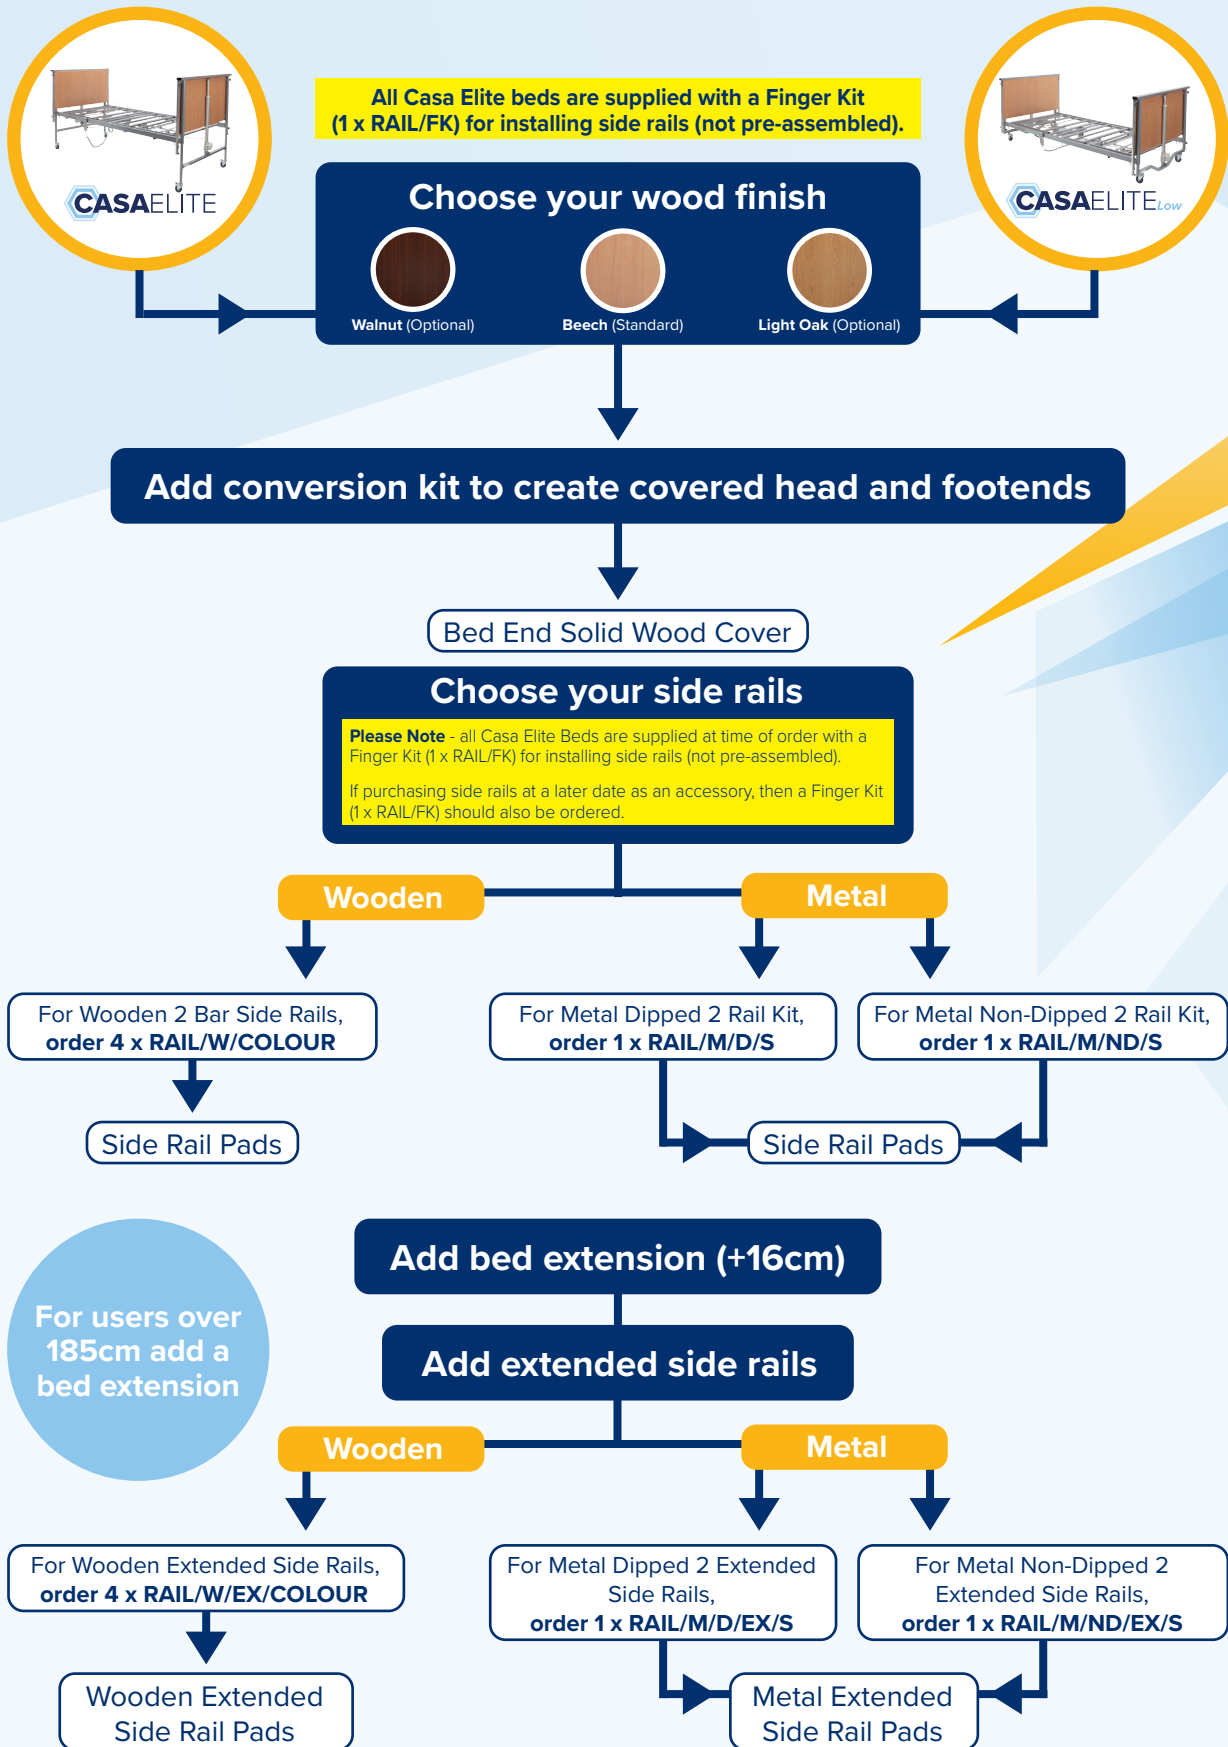 All Casa Elite beds are supplied with a Finger Kit
(1 x RAIL/FK) for installing side rails (not pre-assembled).
CASAELITE
CASAELITE Low
Choose your wood finish
Walnut (Optional)
Beech (Standard)
Light Oak (Optional)
Add conversion kit to create covered head and footends
Bed End Solid Wood Cover
Choose your side rails
Please Note - all Casa Elite Beds are supplied at time of order with a
Finger Kit (1 x RAIL/FK) for installing side rails (not pre-assembled).
If purchasing side rails at a later date as an accessory, then a Finger Kit
(1 x RAIL/FK) should also be ordered.
Wooden
Metal
For Wooden 2 Bar Side Rails,
order 4 x RAIL/W/COLOUR
For Metal Dipped 2 Rail Kit,
order 1 x RAIL/M/D/S
For Metal Non-Dipped 2 Rail Kit,
order 1 x RAIL/M/ND/S
Side Rail Pads
Side Rail Pads
For users over
185cm add a
bed extension
Add bed extension (+16cm)
Add extended side rails
Wooden
Metal
For Wooden Extended Side Rails,
order 4 x RAIL/W/EX/COLOUR
For Metal Dipped 2 Extended
Side Rails,
order 1 x RAIL/M/D/EX/S
For Metal Non-Dipped 2
Extended Side Rails,
order 1 x RAIL/M/ND/EX/S
Wooden Extended
Side Rail Pads
Metal Extended
Side Rail Pads